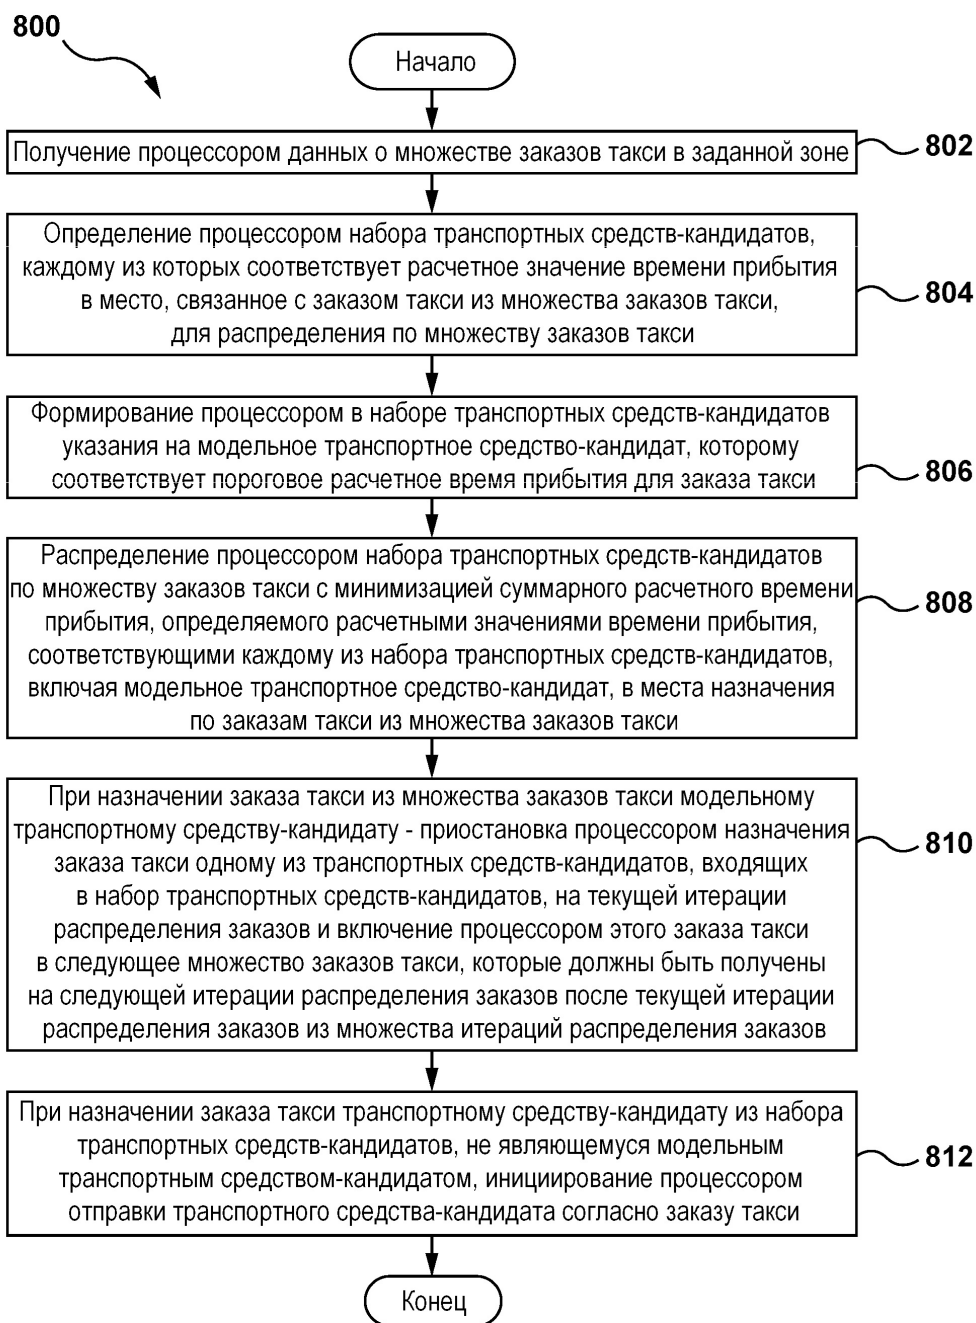 800
Начало
Получение процессором данных о множестве заказов такси в заданной зоне
802
Определение процессором набора транспортных средств-кандидатов,
каждому из которых соответствует расчетное значение времени прибытия
в место, связанное с заказом такси из множества заказов такси,
для распределения по множеству заказов такси
804
Формирование процессором в наборе транспортных средств-кандидатов
указания на модельное транспортное средство-кандидат, которому
соответствует пороговое расчетное время прибытия для заказа такси
806
Распределение процессором набора транспортных средств-кандидатов
по множеству заказов такси с минимизацией суммарного расчетного времени
прибытия, определяемого расчетными значениями времени прибытия,
соответствующими каждому из набора транспортных средств-кандидатов,
включая модельное транспортное средство-кандидат, в места назначения
по заказам такси из множества заказов такси
808
При назначении заказа такси из множества заказов такси модельному
транспортному средству-кандидату - приостановка процессором назначения
заказа такси одному из транспортных средств-кандидатов, входящих
в набор транспортных средств-кандидатов, на текущей итерации
распределения заказов и включение процессором этого заказа такси
в следующее множество заказов такси, которые должны быть получены
на следующей итерации распределения заказов после текущей итерации
распределения заказов из множества итераций распределения заказов
810
При назначении заказа такси транспортному средству-кандидату из набора
транспортных средств-кандидатов, не являющемуся модельным
транспортным средством-кандидатом, инициирование процессором
отправки транспортного средства-кандидата согласно заказу такси
812
Конец